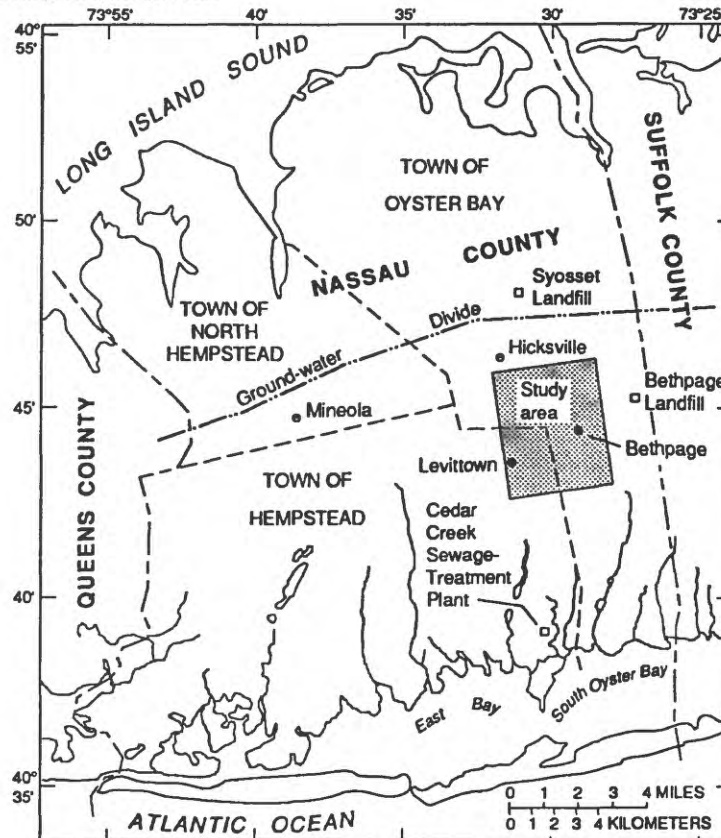 73°55' 40' 35' 30' 73°25'
40°
55'
LONG ISLAND SOUND
TOWN OF
OYSTER BAY
SUFFOLK COUNTY
50'
NASSAU COUNTY
Syosset
Landfill
TOWN OF
NORTH
HEMPSTEAD
Divide
Ground-water
Hicksville
Mineola
Study
area
Bethpage
Landfill
45'
Bethpage
Levittown
QUEENS COUNTY
TOWN OF
HEMPSTEAD
Cedar
Creek
Sewage-
Treatment
Plant
40'
East Bay
South Oyster Bay
40°
35'
0 1 2 3 4 MILES
0 1 2 3 4 KILOMETERS
ATLANTIC OCEAN